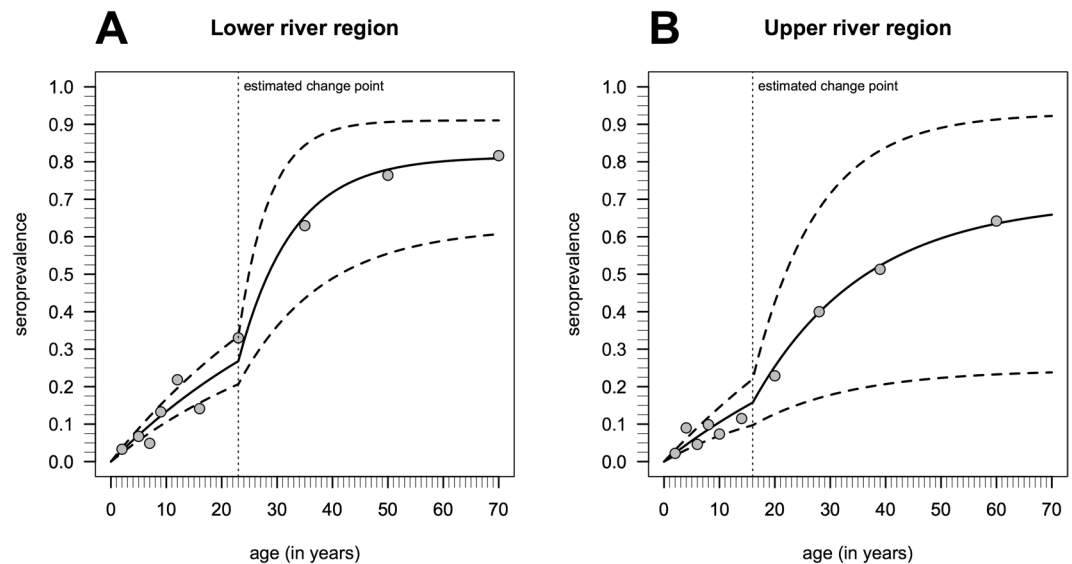 A Lower river region
estimated change point
1.0
0.9
0.8
0.7
0.6
0.5
0.4
0.3
0.2
0.1
0.0
seroprevalence
0 10 20 30 40 50 60 70
age (in years)
B Upper river region
estimated change point
1.0
0.9
0.8
0.7
0.6
0.5
0.4
0.3
0.2
0.1
0.0
seroprevalence
0 10 20 30 40 50 60 70
age (in years)